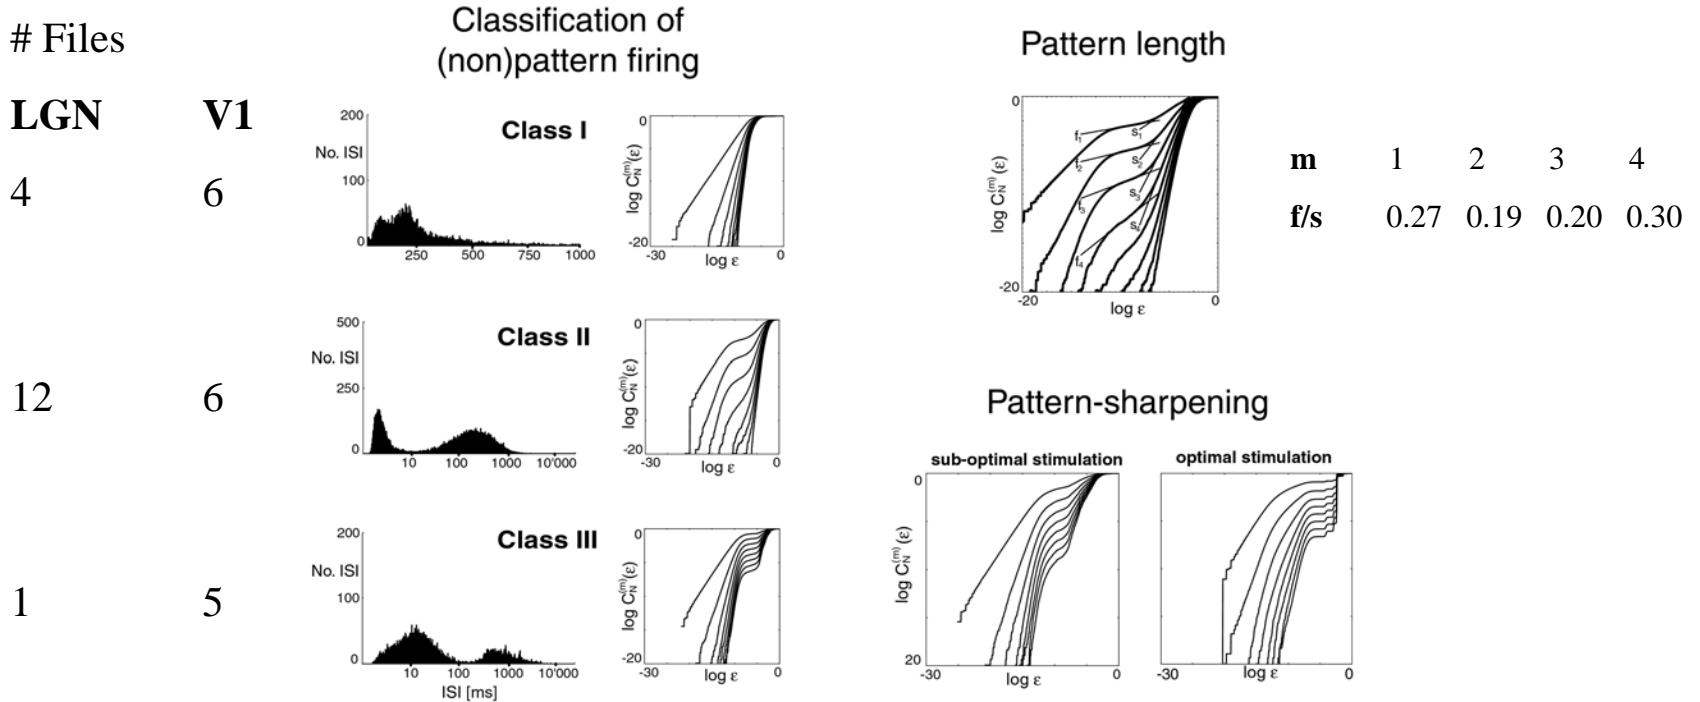 # Files
LGN V1
4 6
12 6
1 5
Classification of
(non)pattern firing
Class I
200
No. ISI
100
0
250 500 750 1000
0
log C_N^(m)(ε)
-20
-30 0
log ε
Class II
500
No. ISI
250
0
10 100 1000 10'000
0
log C_N^(m)(ε)
-20
-30 0
log ε
Class III
200
No. ISI
100
0
10 100 1000 10'000
ISI [ms]
0
log C_N^(m)(ε)
-20
-30 0
log ε
Pattern length
0
log C_N^(m)(ε)
-20
-20 0
log ε
f₁ s₁
f₂ s₂
f₃ s₃
f₄ s₄
m 1 2 3 4
f/s 0.27 0.19 0.20 0.30
Pattern-sharpening
sub-optimal stimulation
0
log C_N^(m)(ε)
20
-30 0
log ε
optimal stimulation
-30 0
log ε